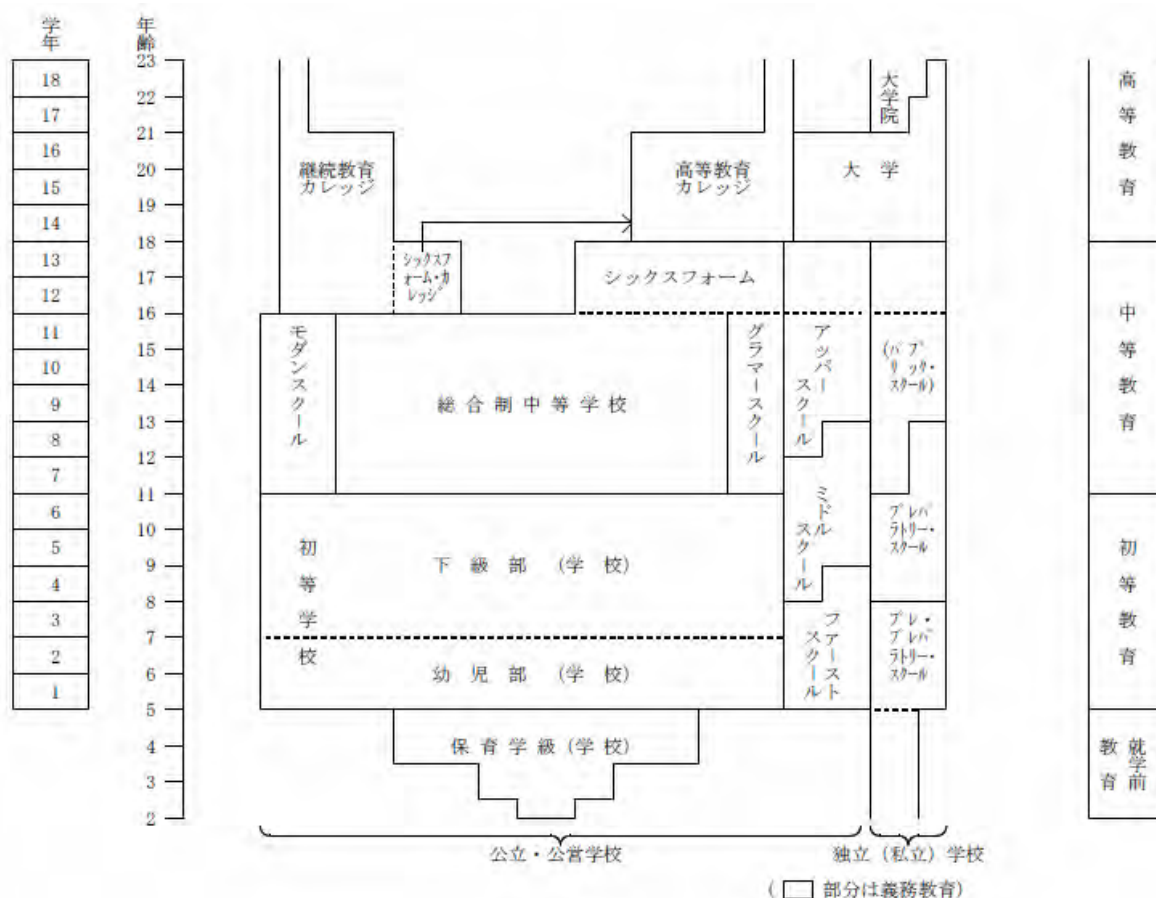 学年
年齢
23
22
21
20
19
18
17
16
15
14
13
12
11
10
9
8
7
6
5
4
3
2
18
17
16
15
14
13
12
11
10
9
8
7
6
5
4
3
2
1
継続教育
カレッジ
高等教育
カレッジ
大学
大学院
シックスフ
ォーム・カ
レッジ
シックスフォーム
モダンスクール
総合制中等学校
グラマースクール
アッパー
スクール
(パブ
リック・
スクール)
ミドル
スクール
プレパ
ラトリー・
スクール
初等学校
下級部 (学校)
幼児部 (学校)
ファースト
スクール
プレ・
プレパ
ラトリー・
スクール
保育学級(学校)
高等教育
中等教育
初等教育
就学前
教育
公立・公営学校
独立(私立)学校
(□部分は義務教育)